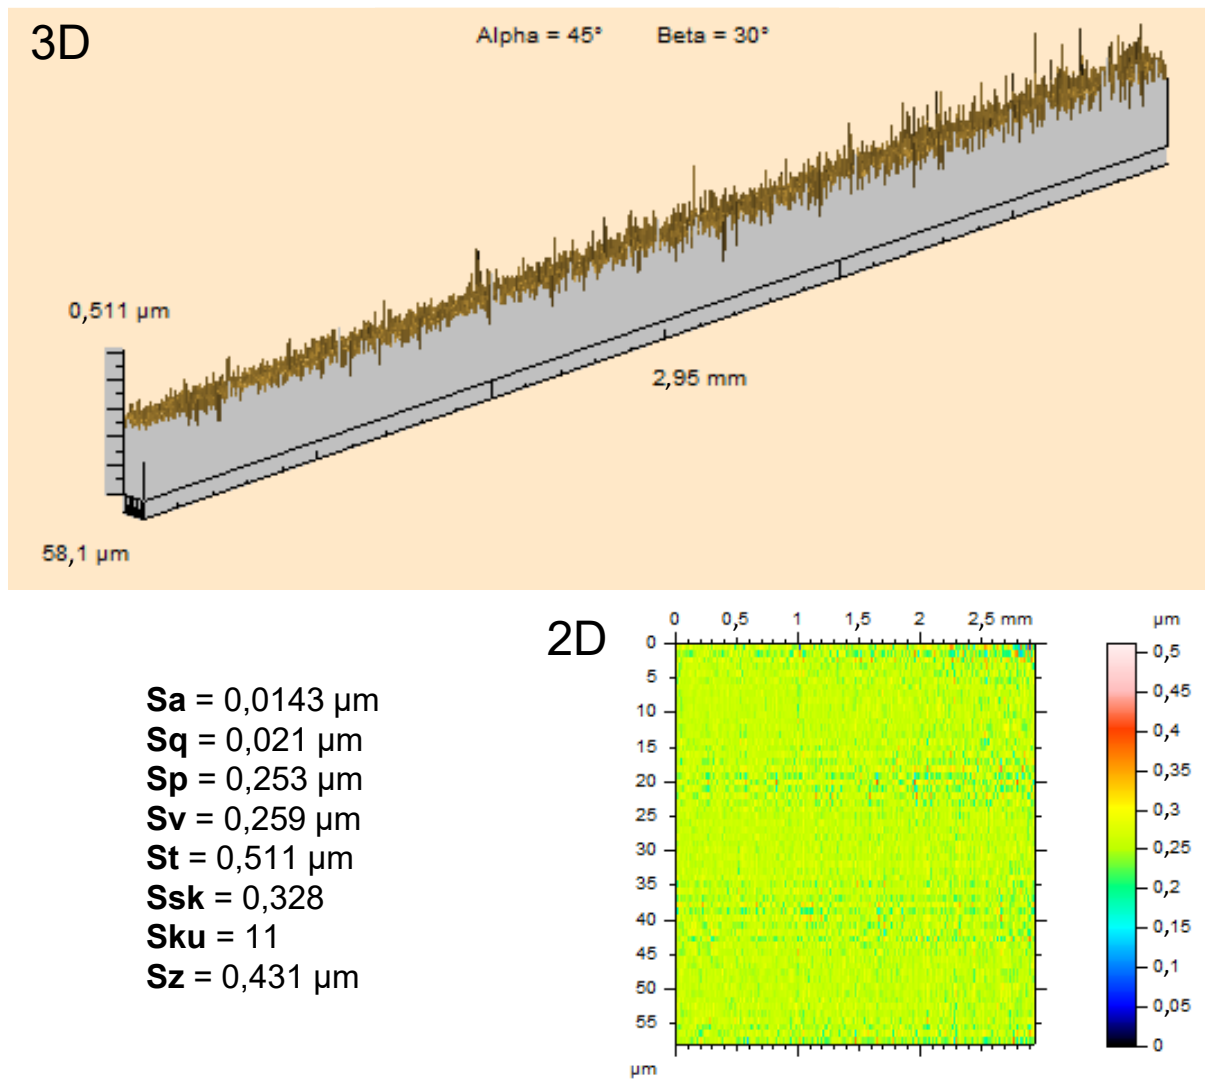 3D
Alpha = 45° Beta = 30°
0,511 µm
2,95 mm
58,1 µm
2D
0 0,5 1 1,5 2 2,5 mm
µm
0
5
10
15
20
25
30
35
40
45
50
55
µm
0,5
0,45
0,4
0,35
0,3
0,25
0,2
0,15
0,1
0,05
0
Sa = 0,0143 µm
Sq = 0,021 µm
Sp = 0,253 µm
Sv = 0,259 µm
St = 0,511 µm
Ssk = 0,328
Sku = 11
Sz = 0,431 µm